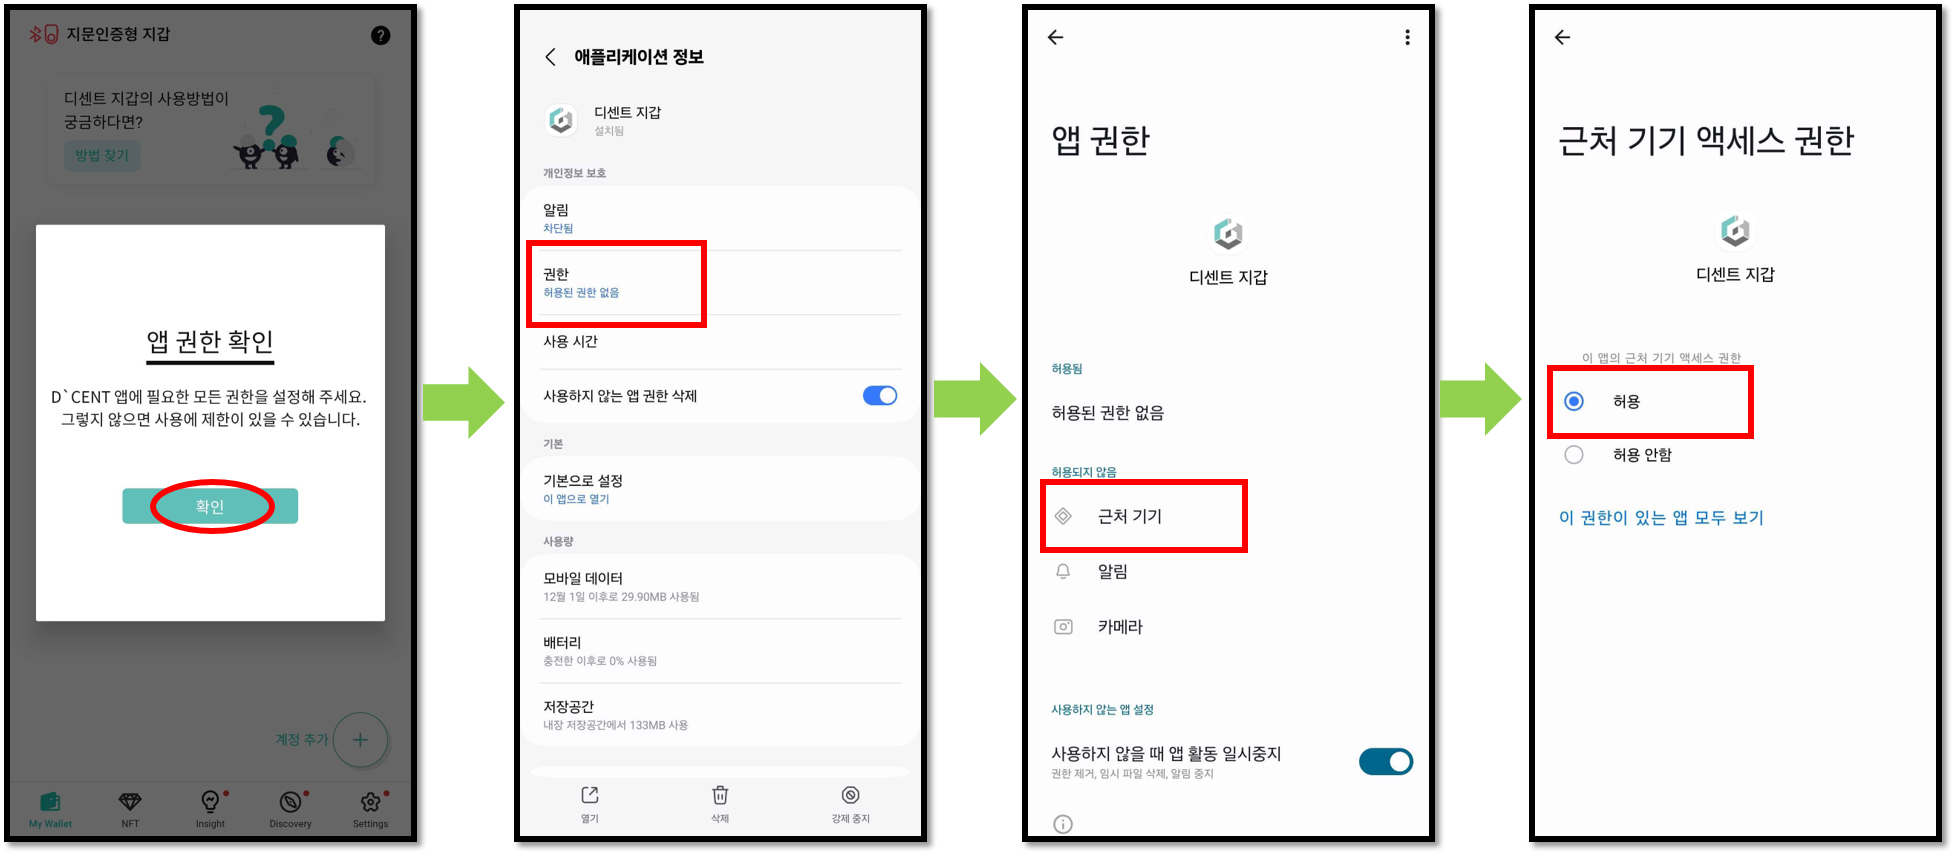 지문인증형 지갑
?
디센트 지갑의 사용방법이
궁금하다면?
방법 찾기
앱 권한 확인
D`CENT 앱에 필요한 모든 권한을 설정해 주세요.
그렇지 않으면 사용에 제한이 있을 수 있습니다.
확인
계정 추가
My Wallet
NFT
Insight
Discovery
Settings
애플리케이션 정보
디센트 지갑
설치됨
개인정보 보호
알림
차단됨
권한
허용된 권한 없음
사용 시간
사용하지 않는 앱 권한 삭제
기본
기본으로 설정
이 앱으로 열기
사용량
모바일 데이터
12월 1일 이후로 29.90MB 사용됨
배터리
충전한 이후로 0% 사용됨
저장공간
내장 저장공간에서 133MB 사용
열기
삭제
강제 중지
앱 권한
디센트 지갑
허용됨
허용된 권한 없음
허용되지 않음
근처 기기
알림
카메라
사용하지 않는 앱 설정
사용하지 않을 때 앱 활동 일시중지
권한 제거, 임시 파일 삭제, 알림 중지
근처 기기 액세스 권한
디센트 지갑
이 앱의 근처 기기 액세스 권한
허용
허용 안함
이 권한이 있는 앱 모두 보기